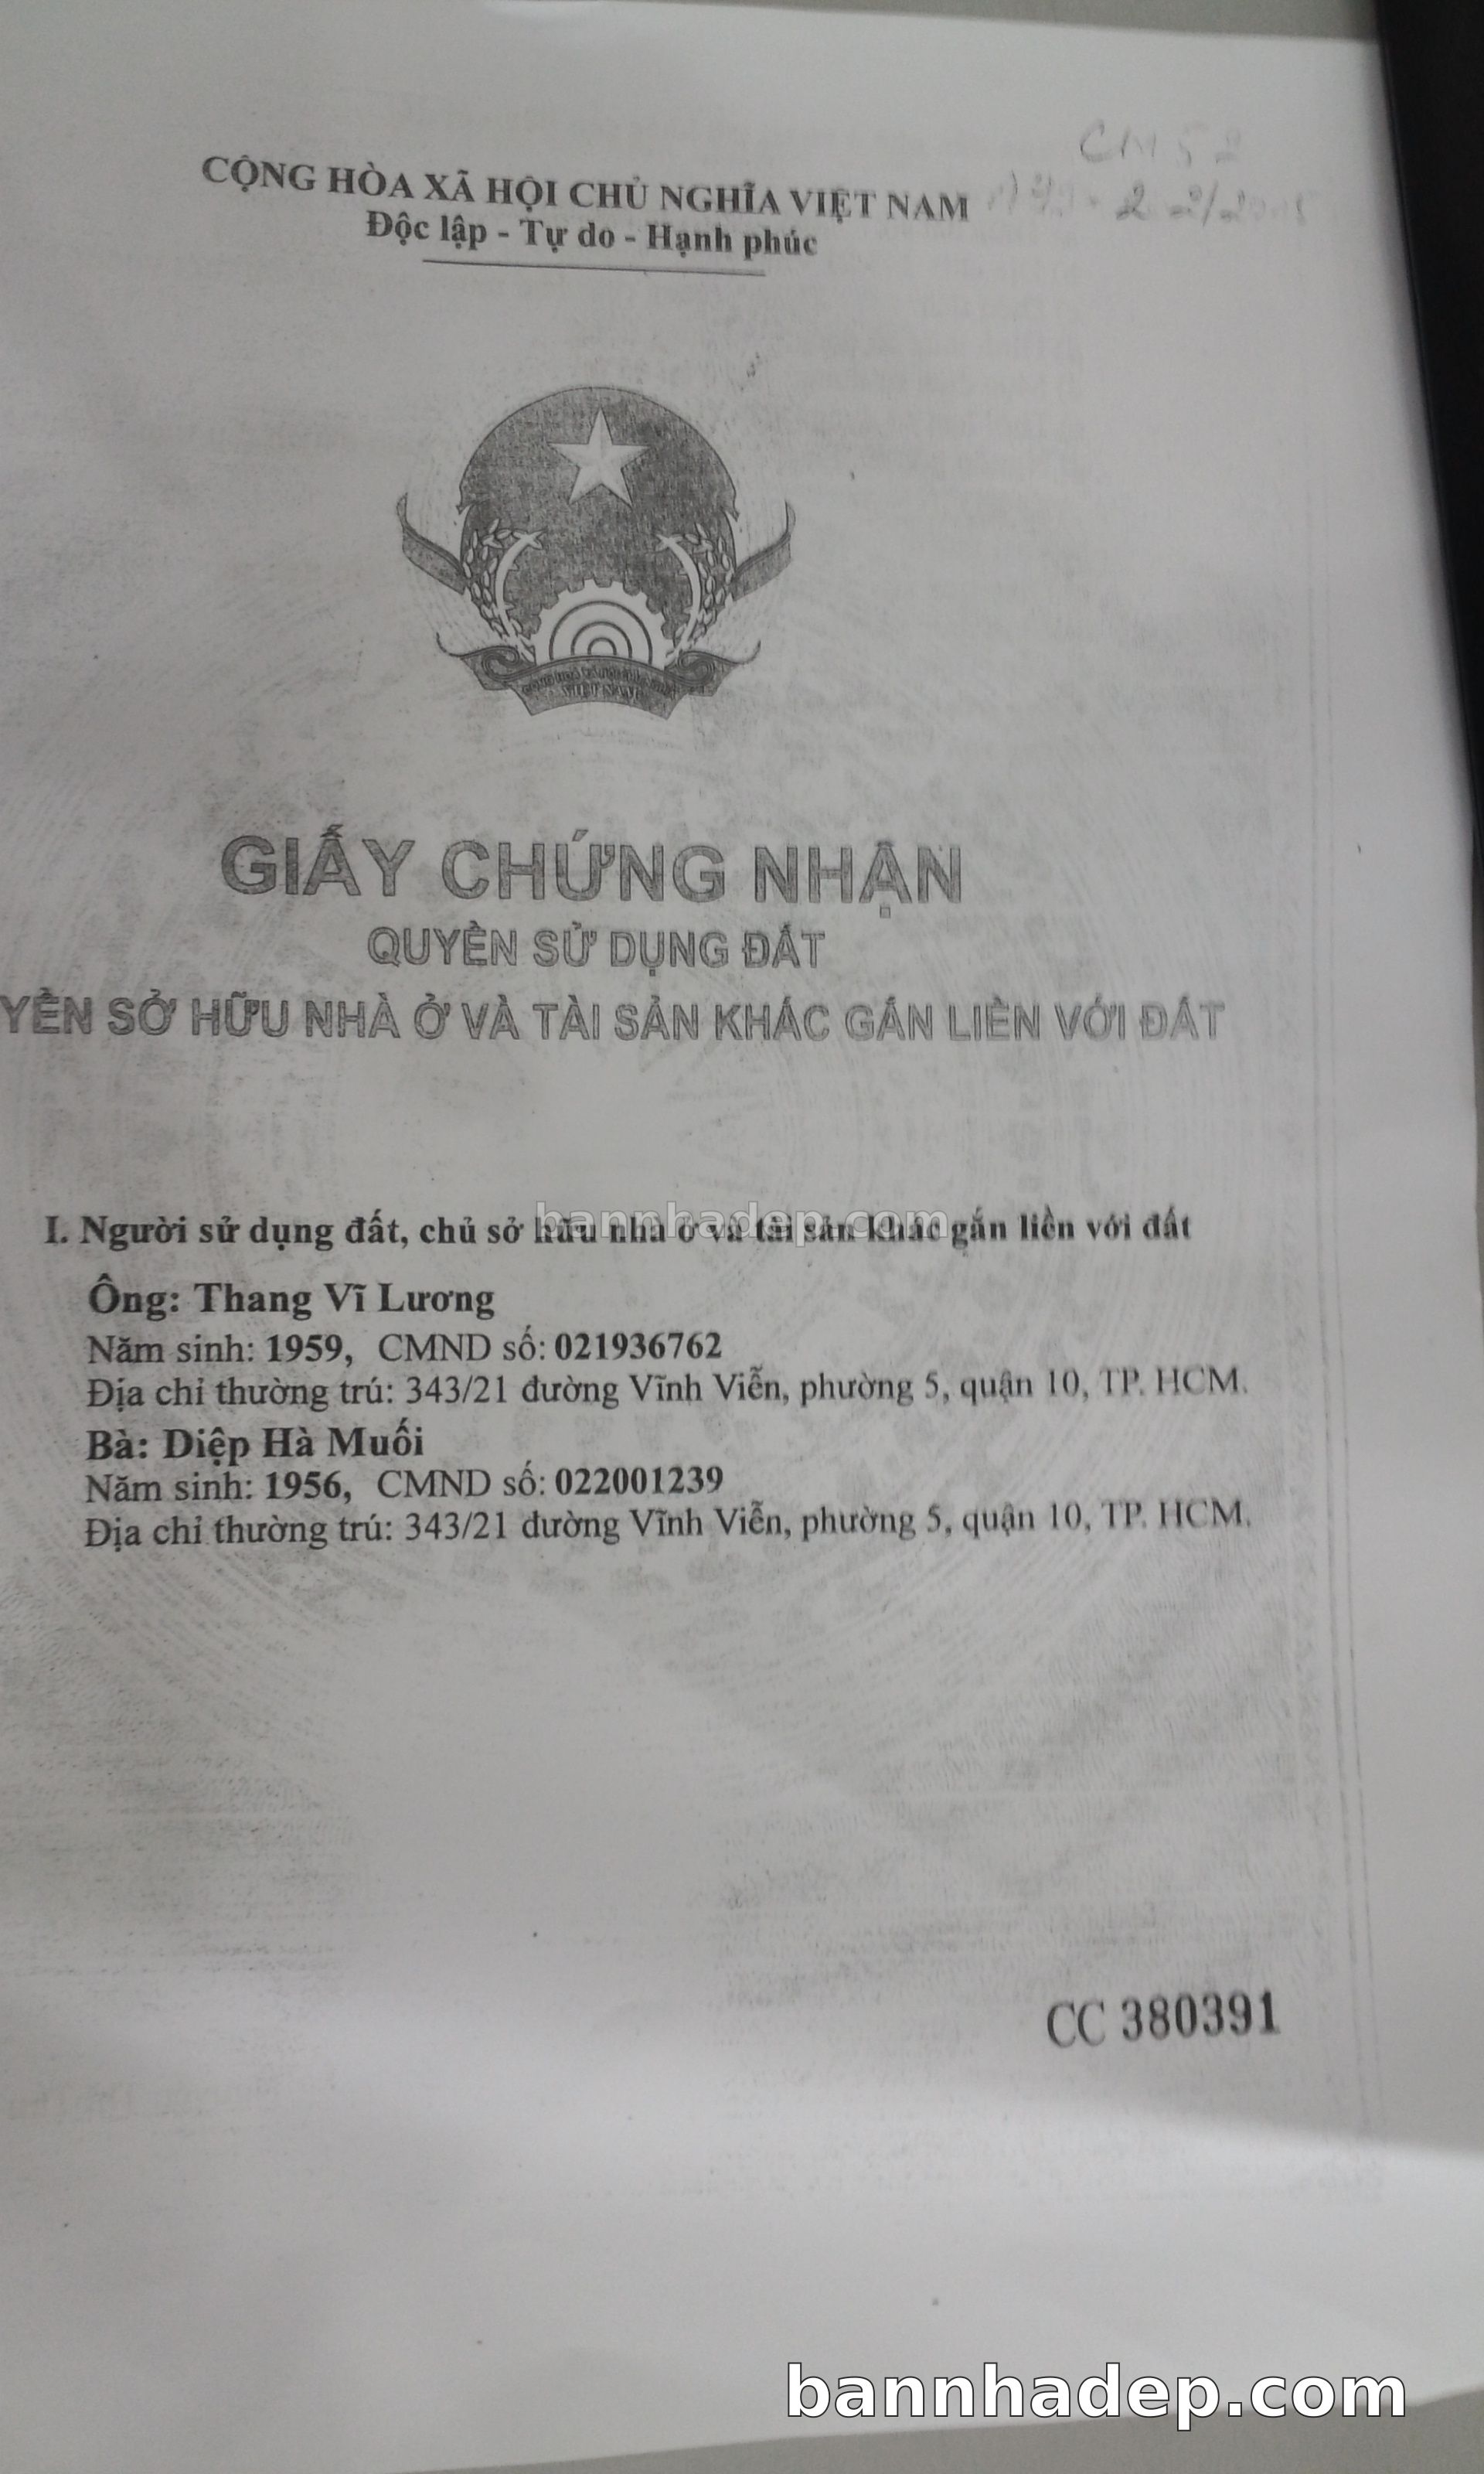 CỘNG HÒA XÃ HỘI CHỦ NGHĨA VIỆT NAM
Độc lập - Tự do - Hạnh phúc
VIỆT NAM
GIẤY CHỨNG NHẬN
QUYỀN SỬ DỤNG ĐẤT
YỀN SỞ HỮU NHÀ Ở VÀ TÀI SẢN KHÁC GẮN LIỀN VỚI ĐẤT
bannhadep.com
I. Người sử dụng đất, chủ sở hữu nhà ở và tài sản khác gắn liền với đất
Ông: Thang Vĩ Lương
Năm sinh: 1959, CMND số: 021936762
Địa chỉ thường trú: 343/21 đường Vĩnh Viễn, phường 5, quận 10, TP. HCM.
Bà: Diệp Hà Muối
Năm sinh: 1956, CMND số: 022001239
Địa chỉ thường trú: 343/21 đường Vĩnh Viễn, phường 5, quận 10, TP. HCM.
CC 380391
bannhadep.com